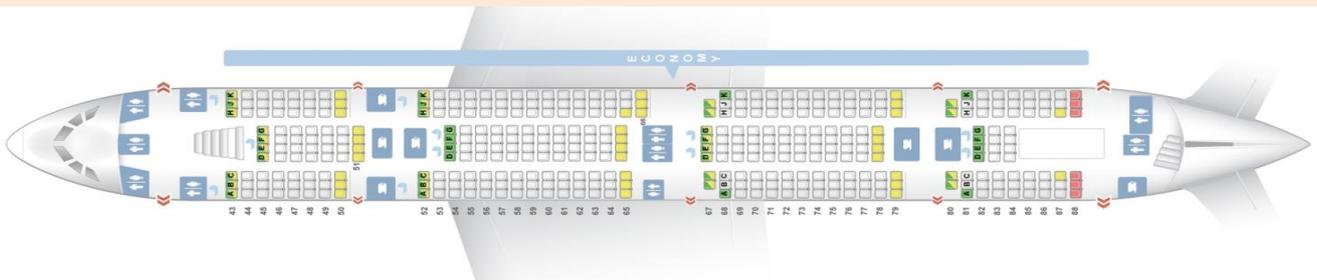 ECONOMY
HJK
HJK
HJK
HJK
66
DEFG
DEFG
DEFG
DEFG
51
ABC
ABC
ABC
ABC
43 44 45 46 47 48 49 50 52 53 54 55 56 57 58 59 60 61 62 63 64 65 67 68 69 70 71 72 73 74 75 76 77 78 79 80 81 82 83 84 85 86 87 88